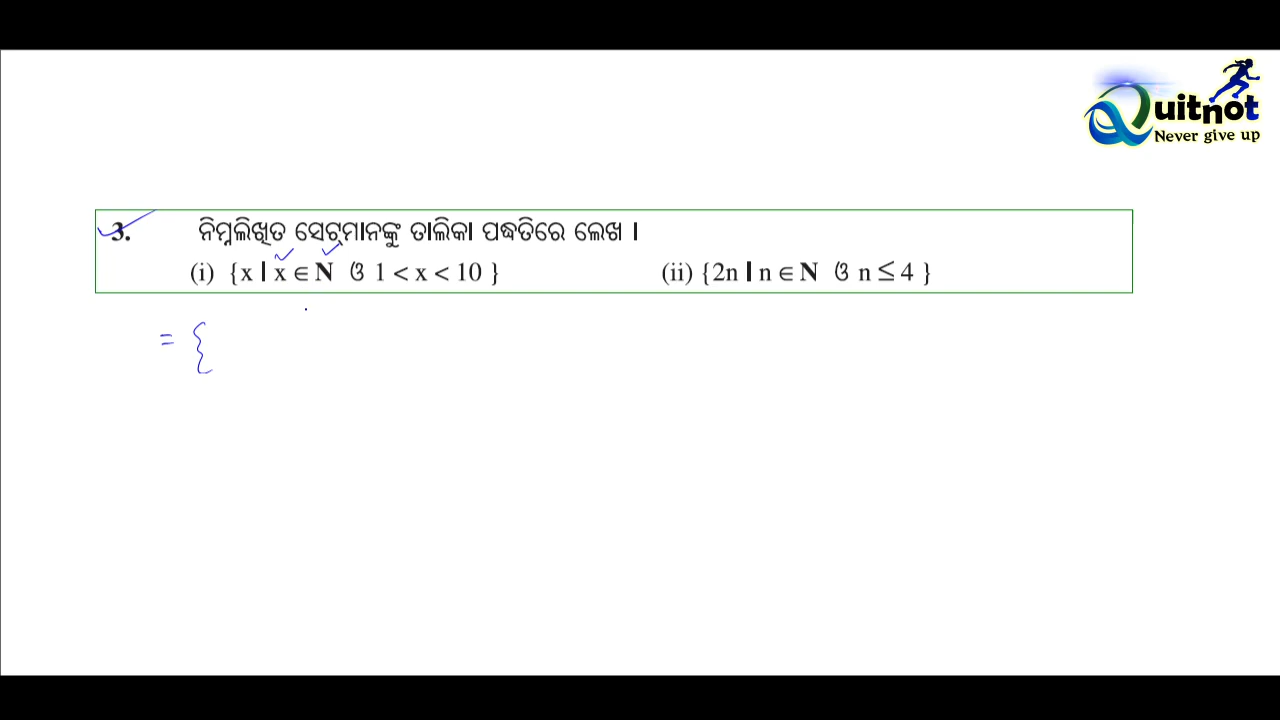 Quitnot
Never give up
3. ନିମ୍ନଲିଖିତ ସେଟ୍‌ମାନଙ୍କୁ ତାଲିକା ପଦ୍ଧତିରେ ଲେଖ ।
(i) {x | x ∈ N ଓ 1 < x < 10 } (ii) {2n | n ∈ N ଓ n ≤ 4 }
= {